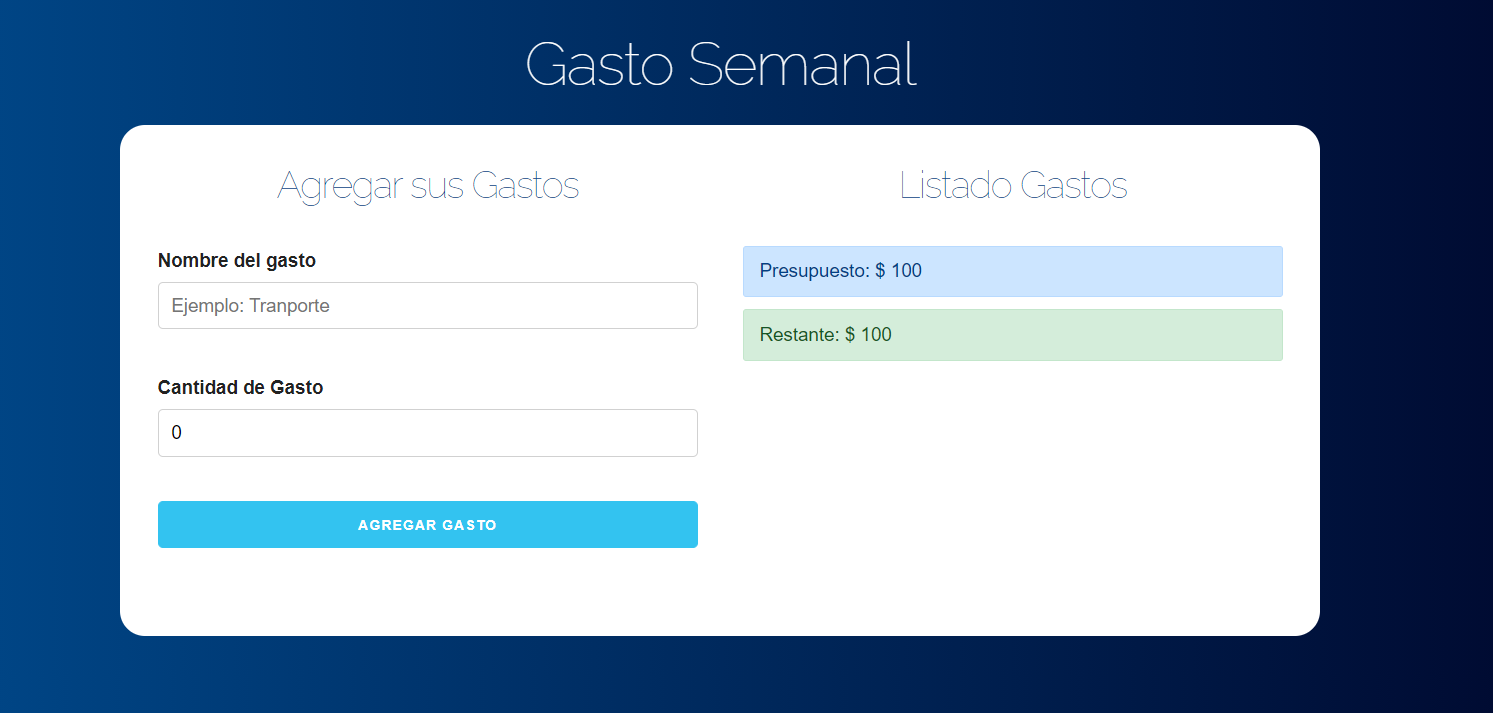 Gasto Semanal
Agregar sus Gastos
Nombre del gasto
Ejemplo: Tranporte
Cantidad de Gasto
0
AGREGAR GASTO
Listado Gastos
Presupuesto: $ 100
Restante: $ 100